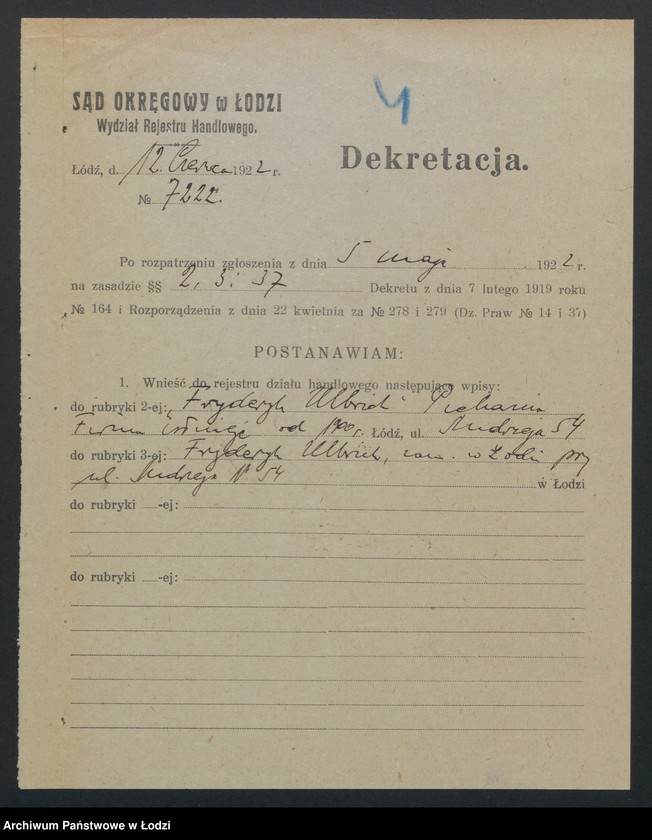 SĄD OKRĘGOWY w ŁODZI
Wydział Rejestru Handlowego.
4
Dekretacja.
Łódź, d. 12. Czerwca 1922 r.
№ 7222.
Po rozpatrzeniu zgłoszenia z dnia 5 maja 1922 r.
na zasadzie §§ 2, 3 i 37 Dekretu z dnia 7 lutego 1919 roku
№ 164 i Rozporządzenia z dnia 22 kwietnia za № 278 i 279 (Dz. Praw № 14 i 37)
POSTANAWIAM:
1. Wnieść do rejestru działu handlowego następujące wpisy:
do rubryki 2-ej: „Fryderyk Ulbrich" Piekarnia
Firma istnieje od 1900 r. Łódź, ul. Andrzeja 54
do rubryki 3-ej: Fryderyk Ulbrich, zam. w Łodzi przy
ul. Andrzeja № 54 w Łodzi
do rubryki -ej:
do rubryki -ej:
Archiwum Państwowe w Łodzi